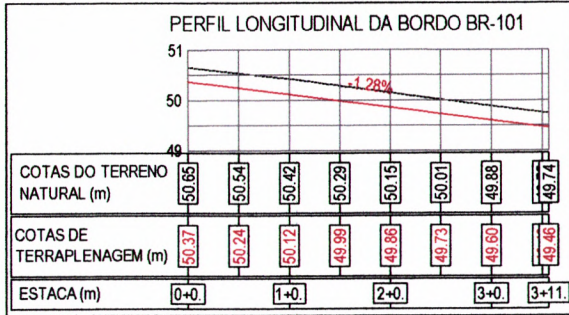 PERFIL LONGITUDINAL DA BORDO BR-101
51
-1.28%
50
49
COTAS DO TERRENO NATURAL (m) 50.65 50.54 50.42 50.29 50.15 50.01 49.88 49.74
COTAS DE TERRAPLENAGEM (m) 50.37 50.24 50.12 49.99 49.86 49.73 49.60 49.46
ESTACA (m) 0+0. 1+0. 2+0. 3+0. 3+11.